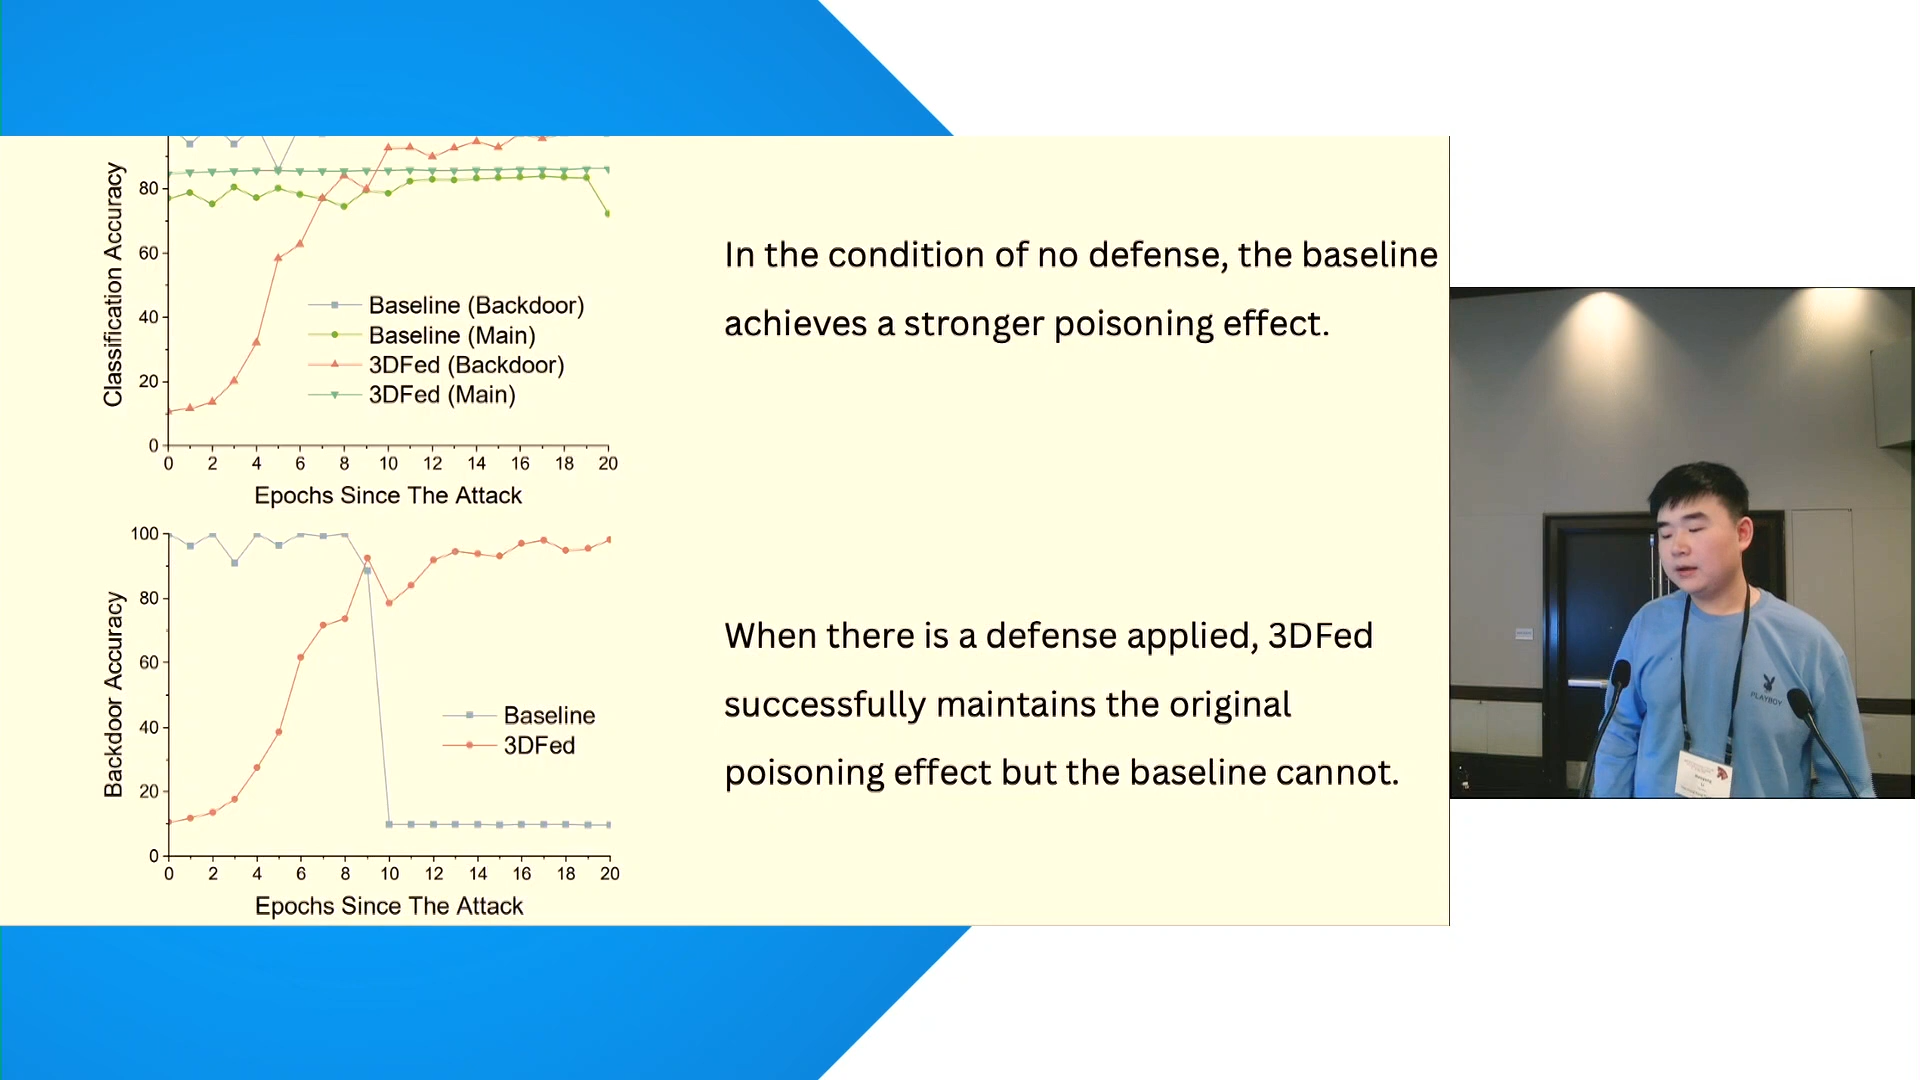 Classification Accuracy
80
60
40
20
0
Baseline (Backdoor)
Baseline (Main)
3DFed (Backdoor)
3DFed (Main)
0 2 4 6 8 10 12 14 16 18 20
Epochs Since The Attack
In the condition of no defense, the baseline
achieves a stronger poisoning effect.
Backdoor Accuracy
100
80
60
40
20
0
Baseline
3DFed
0 2 4 6 8 10 12 14 16 18 20
Epochs Since The Attack
When there is a defense applied, 3DFed
successfully maintains the original
poisoning effect but the baseline cannot.
PLAYBOY